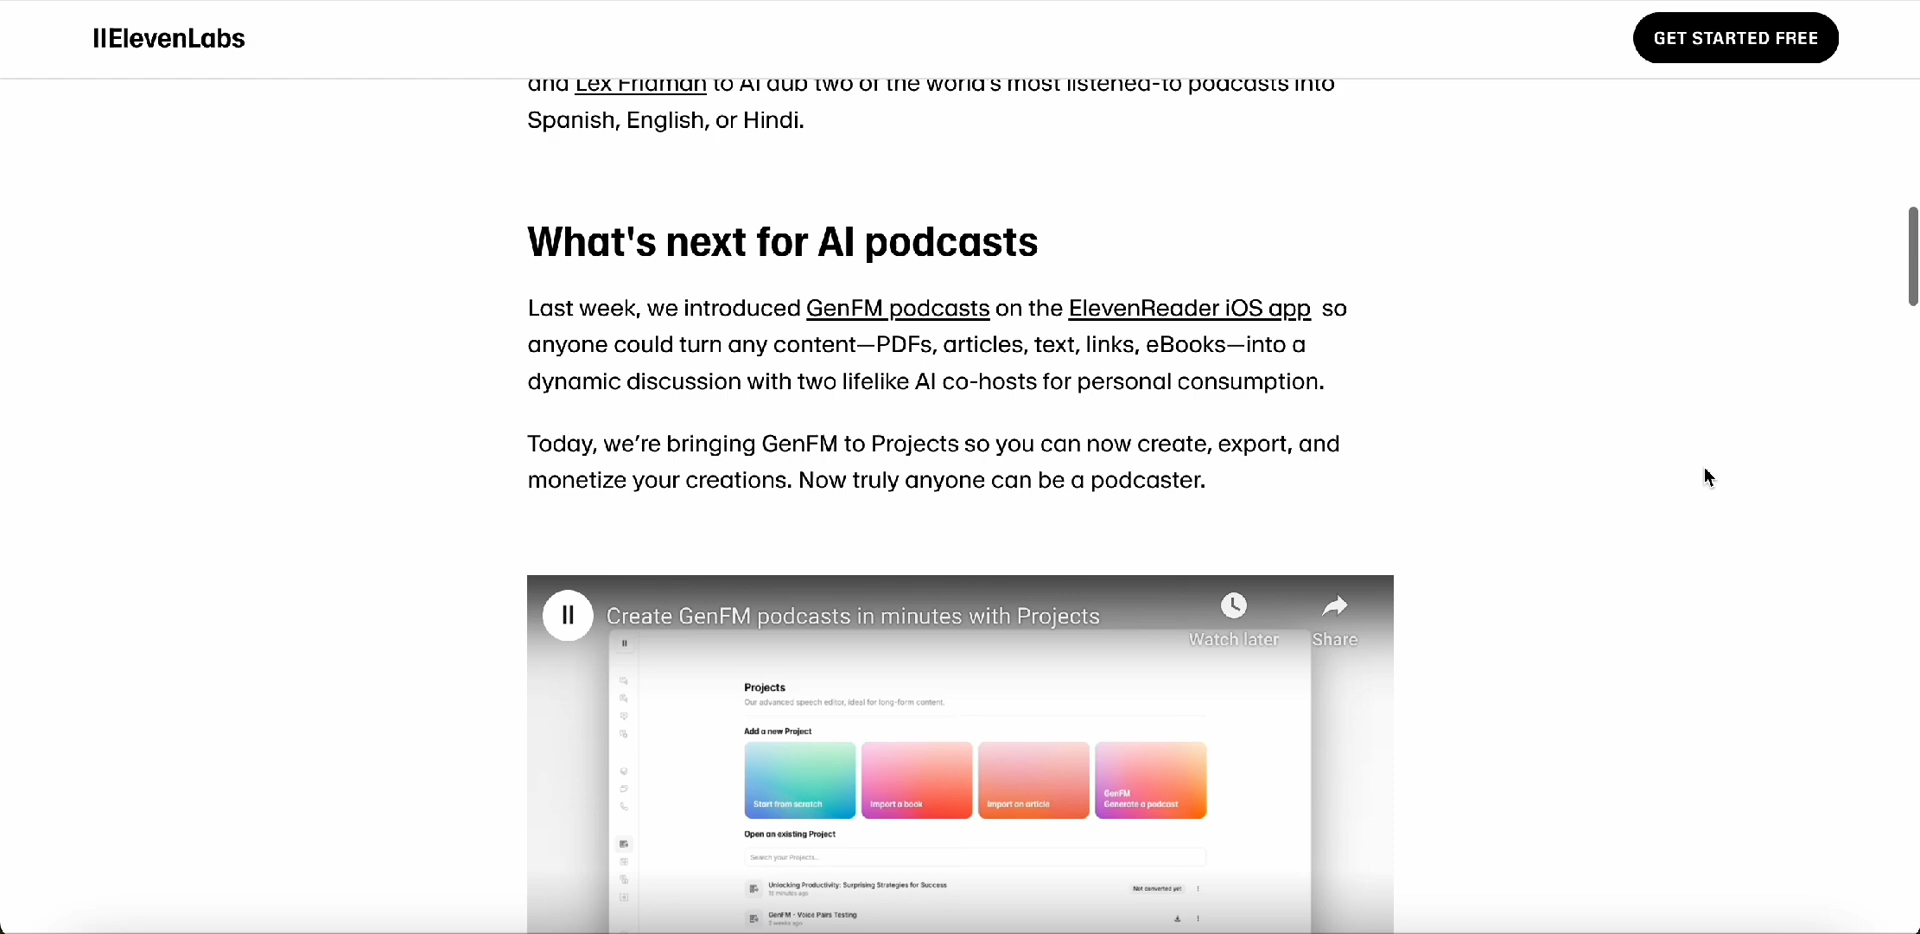 IIElevenLabs
GET STARTED FREE
and Lex Fridman to AI dub two of the world's most listened-to podcasts into
Spanish, English, or Hindi.
What's next for AI podcasts
Last week, we introduced GenFM podcasts on the ElevenReader iOS app so
anyone could turn any content—PDFs, articles, text, links, eBooks—into a
dynamic discussion with two lifelike AI co-hosts for personal consumption.
Today, we’re bringing GenFM to Projects so you can now create, export, and
monetize your creations. Now truly anyone can be a podcaster.
Create GenFM podcasts in minutes with Projects
Watch later
Share
Projects
Our advanced speech editor, ideal for long-form content.
Add a new Project
Start from scratch
Import a book
Import an article
GenFM
Generate a podcast
Open an existing Project
Search your Projects...
Unlocking Productivity: Surprising Strategies for Success
12 minutes ago
Not converted yet
GenFM - Voice Pairs Testing
2 weeks ago